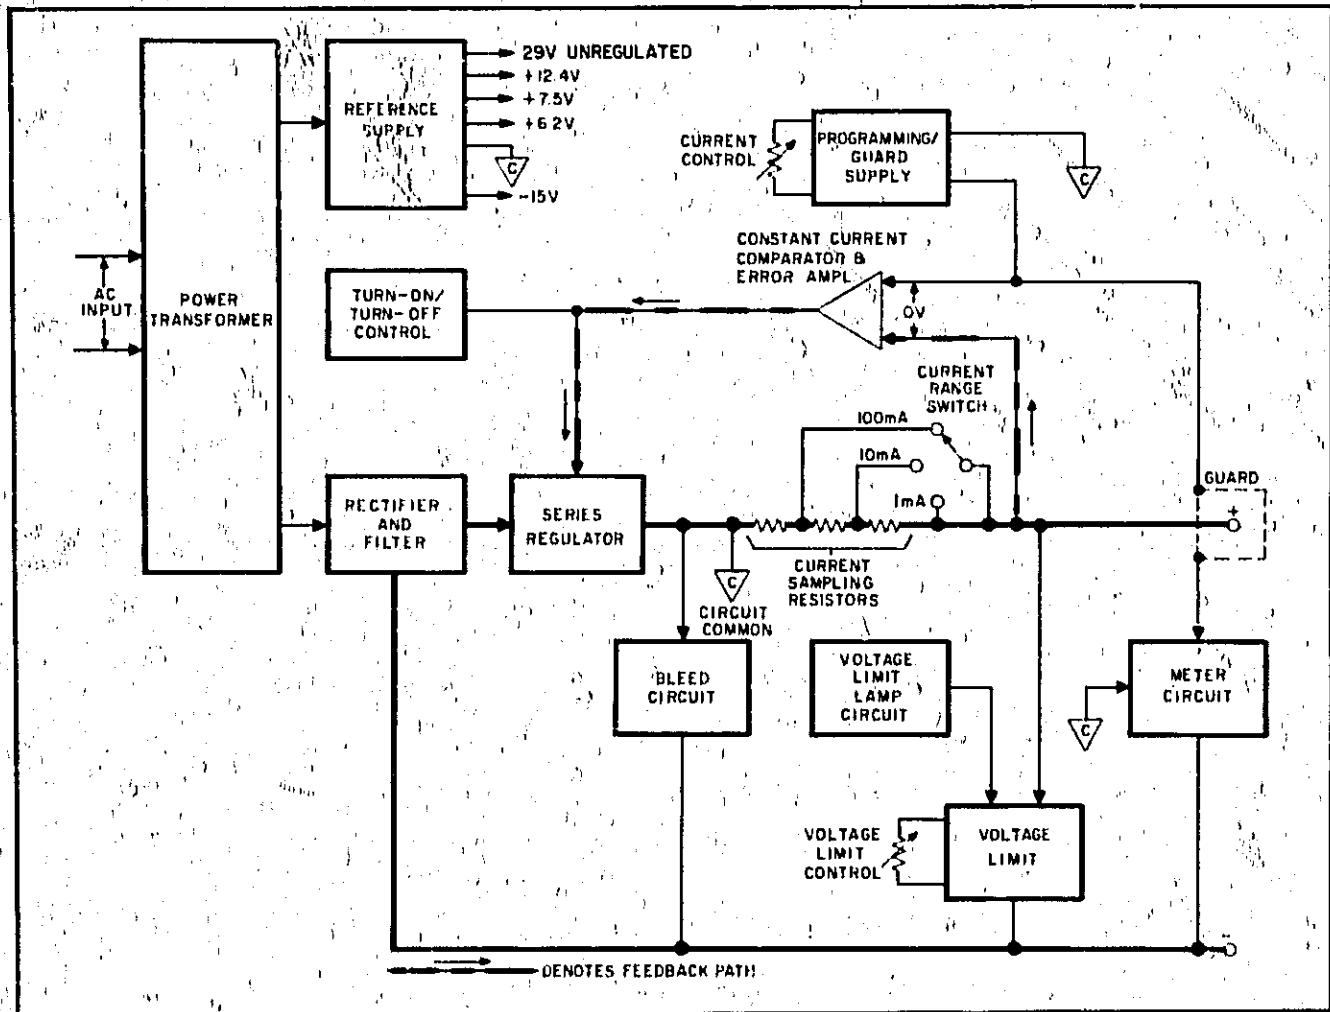 29V UNREGULATED
+12.4V
+7.5V
+6.2V
C
-15V
REFERENCE
SUPPLY
CURRENT
CONTROL
PROGRAMMING/
GUARD
SUPPLY
C
CONSTANT CURRENT
COMPARATOR &
ERROR AMPL
0V
AC
INPUT
POWER
TRANSFORMER
TURN-ON/
TURN-OFF
CONTROL
CURRENT
RANGE
SWITCH
100mA
10mA
1mA
GUARD
+
RECTIFIER
AND
FILTER
SERIES
REGULATOR
C
CIRCUIT
COMMON
CURRENT
SAMPLING
RESISTORS
BLEED
CIRCUIT
VOLTAGE
LIMIT
LAMP
CIRCUIT
C
METER
CIRCUIT
VOLTAGE
LIMIT
CONTROL
VOLTAGE
LIMIT
-
DENOTES FEEDBACK PATH